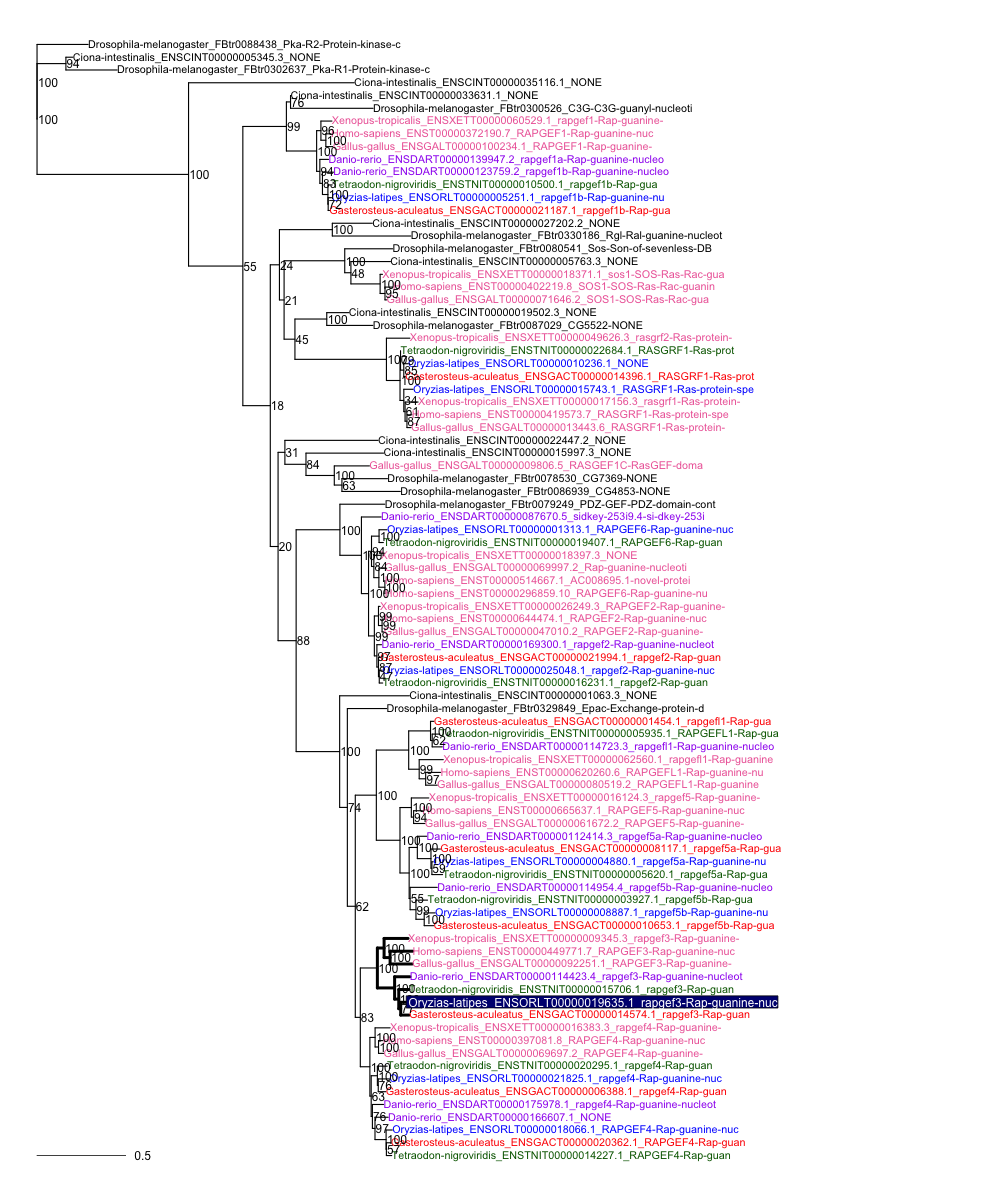 Drosophila-melanogaster_FBtr0088438_Pka-R2-Protein-kinase-c
Ciona-intestinalis_ENSCINT00000005345.3_NONE
94
Drosophila-melanogaster_FBtr0302637_Pka-R1-Protein-kinase-c
100
Ciona-intestinalis_ENSCINT00000035116.1_NONE
Ciona-intestinalis_ENSCINT00000033631.1_NONE
76
Drosophila-melanogaster_FBtr0300526_C3G-C3G-guanyl-nucleoti
100
Xenopus-tropicalis_ENSXETT00000060529.1_rapgef1-Rap-guanine-
99
96
Homo-sapiens_ENST00000372190.7_RAPGEF1-Rap-guanine-nuc
100
Gallus-gallus_ENSGALT00000100234.1_RAPGEF1-Rap-guanine-
100
Danio-rerio_ENSDART00000139947.2_rapgef1a-Rap-guanine-nucleo
94
Danio-rerio_ENSDART00000123759.2_rapgef1b-Rap-guanine-nucleo
100
83
Tetraodon-nigroviridis_ENSTNIT00000010500.1_rapgef1b-Rap-gua
100
Oryzias-latipes_ENSORLT00000005251.1_rapgef1b-Rap-guanine-nu
72
Gasterosteus-aculeatus_ENSGACT00000021187.1_rapgef1b-Rap-gua
Ciona-intestinalis_ENSCINT00000027202.2_NONE
100
Drosophila-melanogaster_FBtr0330186_Rgl-Ral-guanine-nucleot
Drosophila-melanogaster_FBtr0080541_Sos-Son-of-sevenless-DB
55
24
100
Ciona-intestinalis_ENSCINT00000005763.3_NONE
48
Xenopus-tropicalis_ENSXETT00000018371.1_sos1-SOS-Ras-Rac-gua
100
Homo-sapiens_ENST00000402219.8_SOS1-SOS-Ras-Rac-guanin
95
Gallus-gallus_ENSGALT00000071646.2_SOS1-SOS-Ras-Rac-gua
21
Ciona-intestinalis_ENSCINT00000019502.3_NONE
100
Drosophila-melanogaster_FBtr0087029_CG5522-NONE
45
Xenopus-tropicalis_ENSXETT00000049626.3_rasgrf2-Ras-protein-
Tetraodon-nigroviridis_ENSTNIT00000022684.1_RASGRF1-Ras-prot
100
Oryzias-latipes_ENSORLT00000010236.1_NONE
85
Gasterosteus-aculeatus_ENSGACT00000014396.1_RASGRF1-Ras-prot
100
Oryzias-latipes_ENSORLT00000015743.1_RASGRF1-Ras-protein-spe
34
Xenopus-tropicalis_ENSXETT00000017156.3_rasgrf1-Ras-protein-
18
61
Homo-sapiens_ENST00000419573.7_RASGRF1-Ras-protein-spe
87
Gallus-gallus_ENSGALT00000013443.6_RASGRF1-Ras-protein-
Ciona-intestinalis_ENSCINT00000022447.2_NONE
31
Ciona-intestinalis_ENSCINT00000015997.3_NONE
84
Gallus-gallus_ENSGALT00000009806.5_RASGEF1C-RasGEF-doma
100
Drosophila-melanogaster_FBtr0078530_CG7369-NONE
63
Drosophila-melanogaster_FBtr0086939_CG4853-NONE
Drosophila-melanogaster_FBtr0079249_PDZ-GEF-PDZ-domain-cont
Danio-rerio_ENSDART00000087670.5_sidkey-253i9.4-si-dkey-253i
100
Oryzias-latipes_ENSORLT00000001313.1_RAPGEF6-Rap-guanine-nuc
100
Tetraodon-nigroviridis_ENSTNIT00000019407.1_RAPGEF6-Rap-guan
20
94
Xenopus-tropicalis_ENSXETT00000018397.3_NONE
84
Gallus-gallus_ENSGALT00000069997.2_Rap-guanine-nucleoti
100
Homo-sapiens_ENST00000514667.1_AC008695.1-novel-protei
100
100
Homo-sapiens_ENST00000296859.10_RAPGEF6-Rap-guanine-nu
Xenopus-tropicalis_ENSXETT00000026249.3_RAPGEF2-Rap-guanine-
99
Homo-sapiens_ENST00000644474.1_RAPGEF2-Rap-guanine-nuc
99
Gallus-gallus_ENSGALT00000047010.2_RAPGEF2-Rap-guanine-
88
99
Danio-rerio_ENSDART00000169300.1_rapgef2-Rap-guanine-nucleot
97
Gasterosteus-aculeatus_ENSGACT00000021994.1_rapgef2-Rap-guan
87
Oryzias-latipes_ENSORLT00000025048.1_rapgef2-Rap-guanine-nuc
47
Tetraodon-nigroviridis_ENSTNIT00000016231.1_rapgef2-Rap-guan
Ciona-intestinalis_ENSCINT00000001063.3_NONE
Drosophila-melanogaster_FBtr0329849_Epac-Exchange-protein-d
Gasterosteus-aculeatus_ENSGACT00000001454.1_rapgefl1-Rap-gua
100
Tetraodon-nigroviridis_ENSTNIT00000005935.1_RAPGEFL1-Rap-gua
62
Danio-rerio_ENSDART00000114723.3_rapgefl1-Rap-guanine-nucleo
100
100
Xenopus-tropicalis_ENSXETT00000062560.1_rapgefl1-Rap-guanine
99
Homo-sapiens_ENST00000620260.6_RAPGEFL1-Rap-guanine-nu
97
Gallus-gallus_ENSGALT00000080519.2_RAPGEFL1-Rap-guanine
100
Xenopus-tropicalis_ENSXETT00000016124.3_rapgef5-Rap-guanine-
74
100
Homo-sapiens_ENST00000665637.1_RAPGEF5-Rap-guanine-nuc
94
Gallus-gallus_ENSGALT00000061672.2_RAPGEF5-Rap-guanine-
100
Danio-rerio_ENSDART00000112414.3_rapgef5a-Rap-guanine-nucleo
100
Gasterosteus-aculeatus_ENSGACT00000008117.1_rapgef5a-Rap-gua
100
Oryzias-latipes_ENSORLT00000004880.1_rapgef5a-Rap-guanine-nu
59
100
Tetraodon-nigroviridis_ENSTNIT00000005620.1_rapgef5a-Rap-gua
Danio-rerio_ENSDART00000114954.4_rapgef5b-Rap-guanine-nucleo
55
Tetraodon-nigroviridis_ENSTNIT00000003927.1_rapgef5b-Rap-gua
62
99
Oryzias-latipes_ENSORLT00000008887.1_rapgef5b-Rap-guanine-nu
100
Gasterosteus-aculeatus_ENSGACT00000010653.1_rapgef5b-Rap-gua
Xenopus-tropicalis_ENSXETT00000009345.3_rapgef3-Rap-guanine-
100
Homo-sapiens_ENST00000449771.7_RAPGEF3-Rap-guanine-nuc
100
Gallus-gallus_ENSGALT00000092251.1_RAPGEF3-Rap-guanine-
100
Danio-rerio_ENSDART00000114423.4_rapgef3-Rap-guanine-nucleot
100
Tetraodon-nigroviridis_ENSTNIT00000015706.1_rapgef3-Rap-guan
Oryzias-latipes_ENSORLT00000019635.1_rapgef3-Rap-guanine-nuc
Gasterosteus-aculeatus_ENSGACT00000014574.1_rapgef3-Rap-guan
83
Xenopus-tropicalis_ENSXETT00000016383.3_rapgef4-Rap-guanine-
100
Homo-sapiens_ENST00000397081.8_RAPGEF4-Rap-guanine-nuc
100
Gallus-gallus_ENSGALT00000069697.2_RAPGEF4-Rap-guanine-
100
Tetraodon-nigroviridis_ENSTNIT00000020295.1_rapgef4-Rap-guan
100
Oryzias-latipes_ENSORLT00000021825.1_rapgef4-Rap-guanine-nuc
76
Gasterosteus-aculeatus_ENSGACT00000006388.1_rapgef4-Rap-guan
63
Danio-rerio_ENSDART00000175978.1_rapgef4-Rap-guanine-nucleot
76
Danio-rerio_ENSDART00000166607.1_NONE
97
Oryzias-latipes_ENSORLT00000018066.1_RAPGEF4-Rap-guanine-nuc
100
Gasterosteus-aculeatus_ENSGACT00000020362.1_RAPGEF4-Rap-guan
57
Tetraodon-nigroviridis_ENSTNIT00000014227.1_RAPGEF4-Rap-guan
0.5